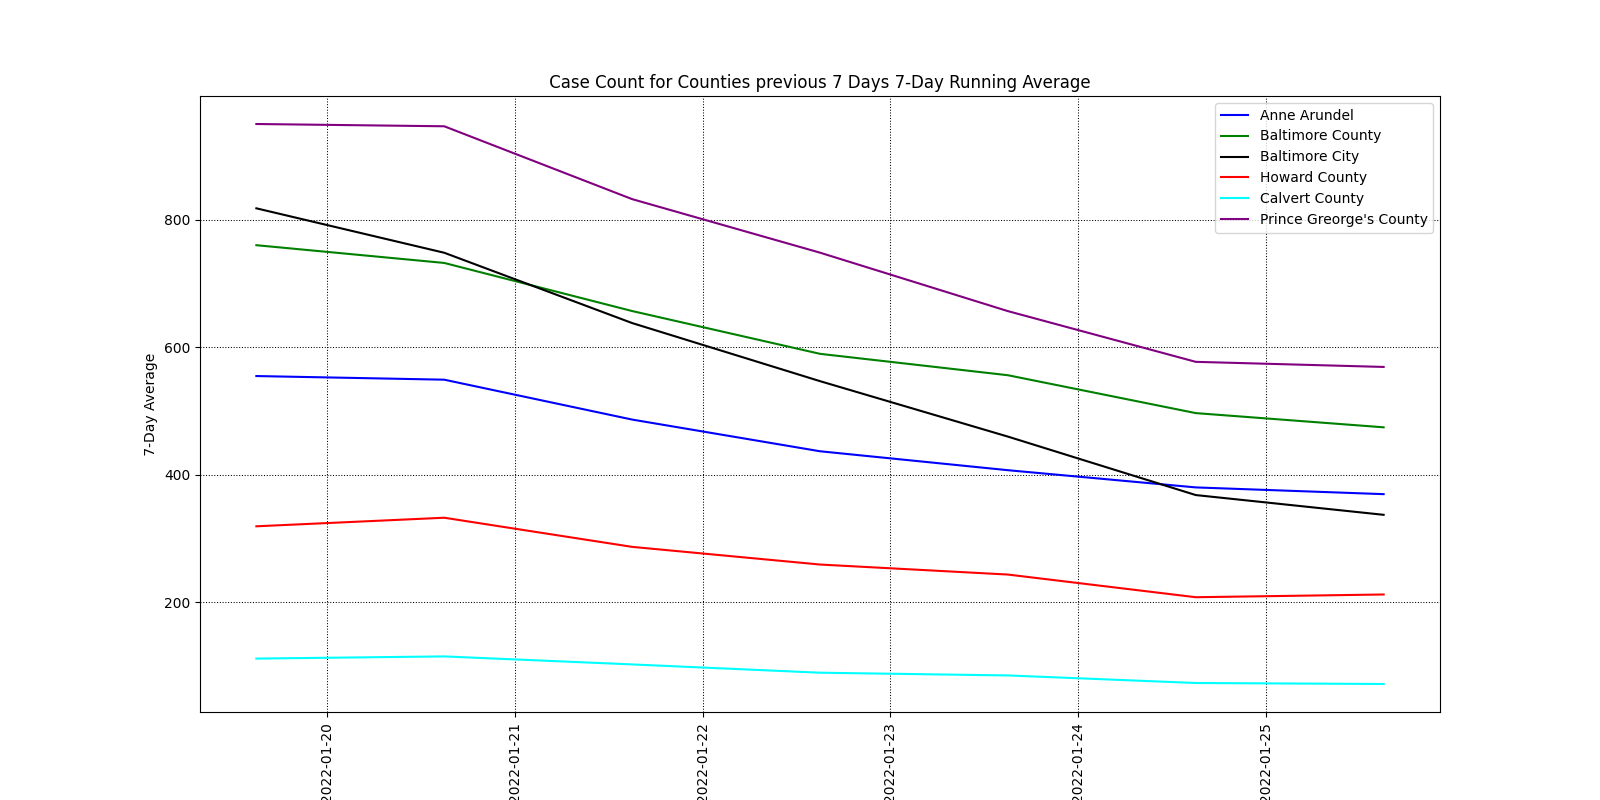 Case Count for Counties previous 7 Days 7-Day Running Average
Anne Arundel
Baltimore County
Baltimore City
Howard County
Calvert County
Prince Greorge's County
7-Day Average
800
600
400
200
2022-01-20
2022-01-21
2022-01-22
2022-01-23
2022-01-24
2022-01-25